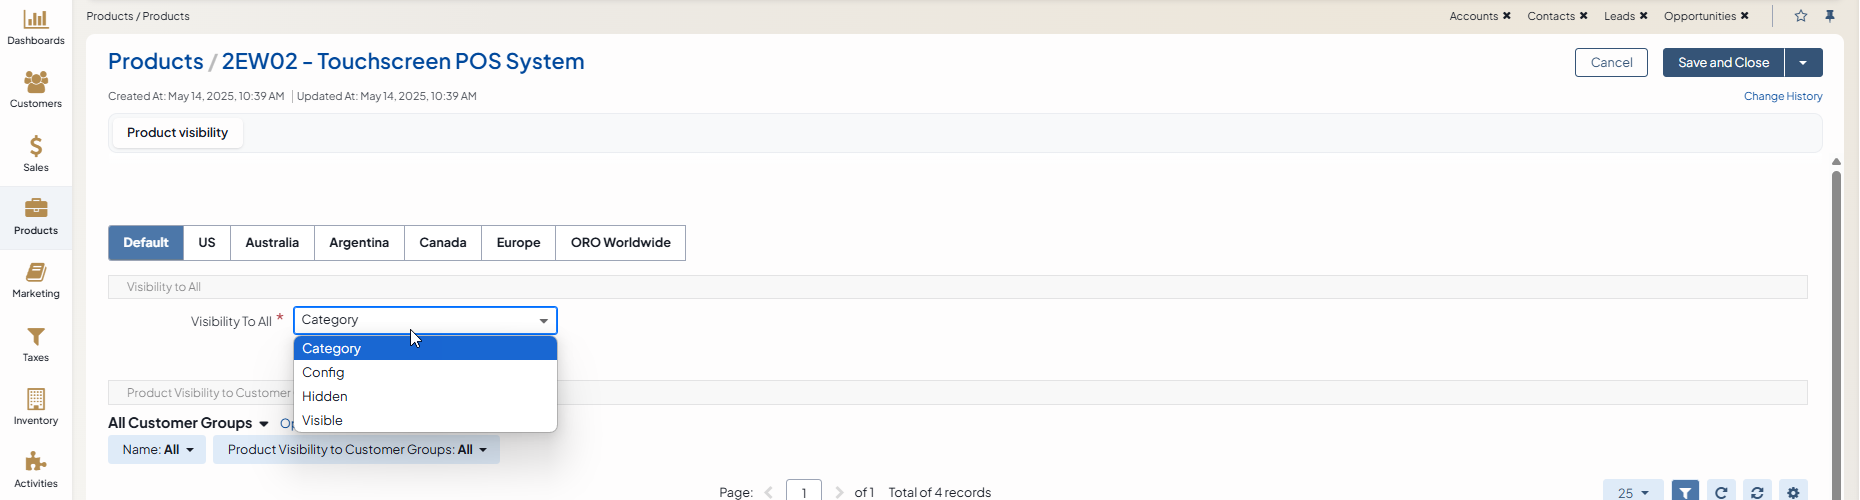 Products / Products
Accounts ✖ Contacts ✖ Leads ✖ Opportunities ✖
Dashboards
Customers
Sales
Products
Marketing
Taxes
Inventory
Activities
Products / 2EW02 – Touchscreen POS System
Cancel
Save and Close
Created At: May 14, 2025, 10:39 AM | Updated At: May 14, 2025, 10:39 AM
Change History
Product visibility
Default US Australia Argentina Canada Europe ORO Worldwide
Visibility to All
Visibility To All * Category
Category
Config
Hidden
Visible
Product Visibility to Customer
All Customer Groups
Name: All Product Visibility to Customer Groups: All
Page: 1 of 1 Total of 4 records
25